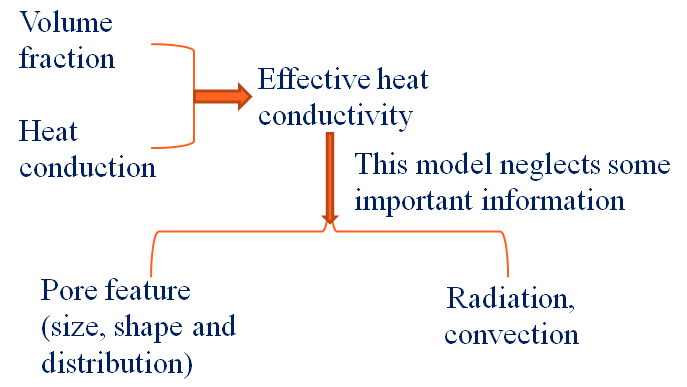 Volume
fraction
Heat
conduction
Effective heat
conductivity
This model neglects some
important information
Pore feature
(size, shape and
distribution)
Radiation,
convection